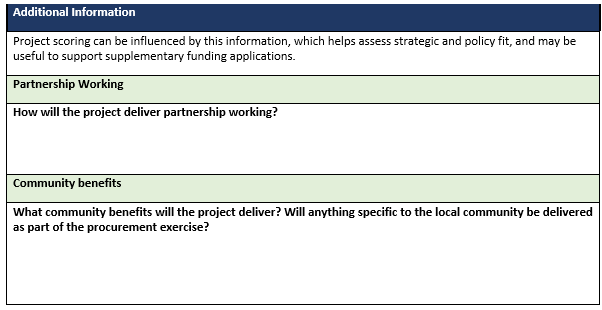 Additional Information
Project scoring can be influenced by this information, which helps assess strategic and policy fit, and may be
useful to support supplementary funding applications.
Partnership Working
How will the project deliver partnership working?
Community benefits
What community benefits will the project deliver? Will anything specific to the local community be delivered
as part of the procurement exercise?